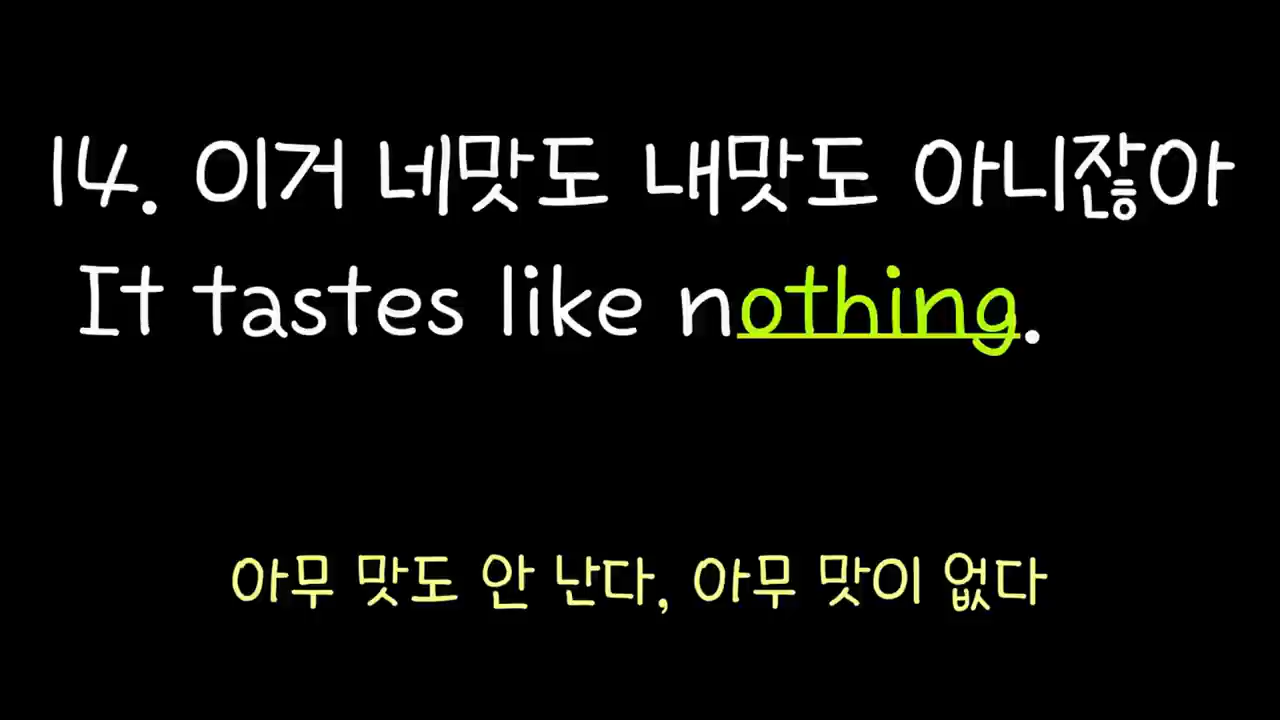 14. 이거 네맛도 내맛도 아니잖아
It tastes like nothing.
아무 맛도 안 난다, 아무 맛이 없다